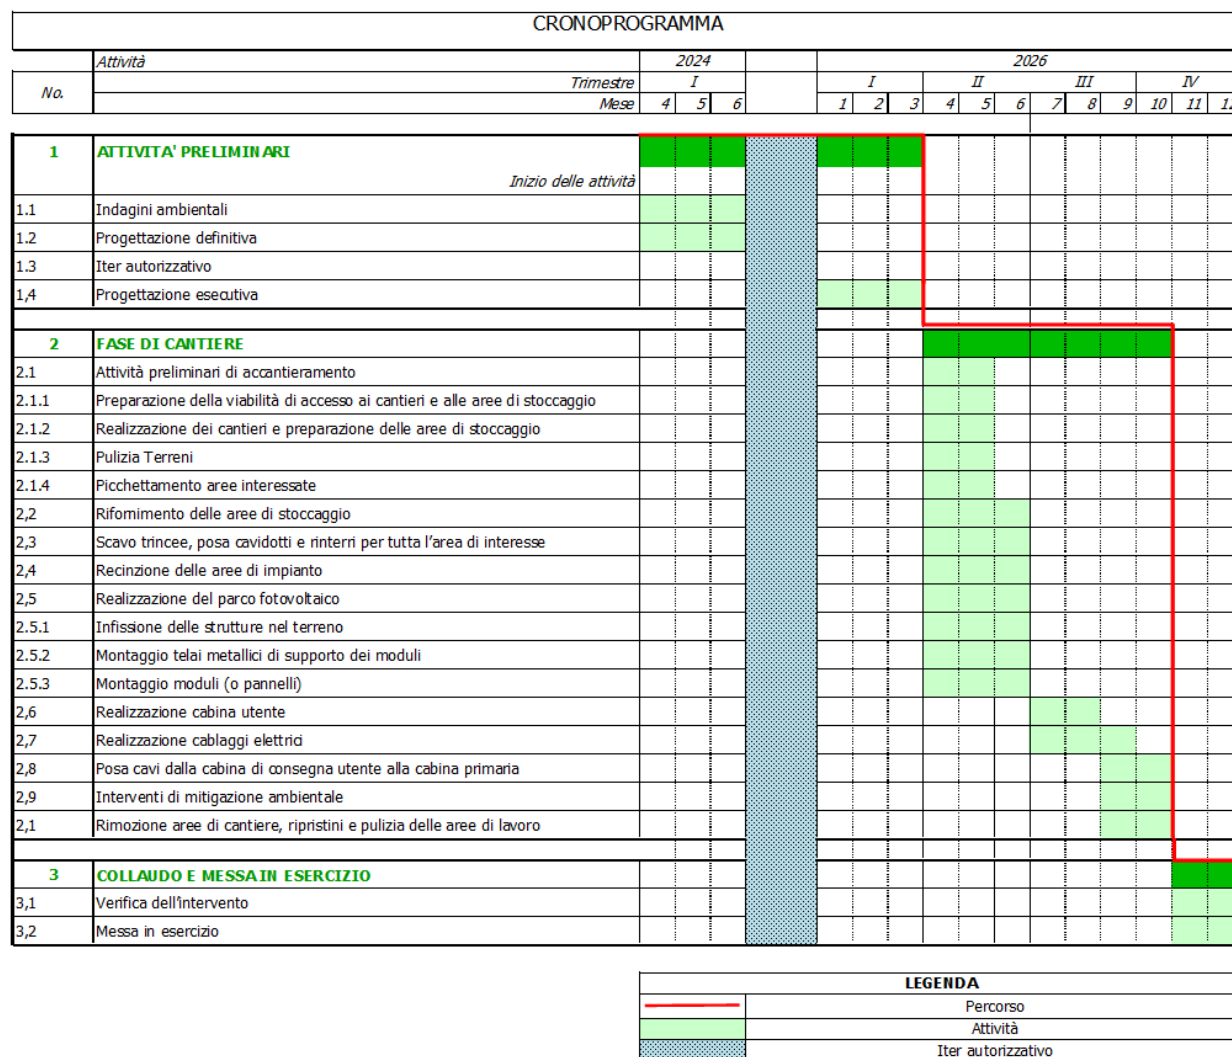 CRONOPROGRAMMA
Attività 2024 2026
No. Trimestre I I II III IV
Mese 4 5 6 1 2 3 4 5 6 7 8 9 10 11 12
1 ATTIVITA' PRELIMINARI
Inizio delle attività
1.1 Indagini ambientali
1.2 Progettazione definitiva
1.3 Iter autorizzativo
1,4 Progettazione esecutiva
2 FASE DI CANTIERE
2.1 Attività preliminari di accantieramento
2.1.1 Preparazione della viabilità di accesso ai cantieri e alle aree di stoccaggio
2.1.2 Realizzazione dei cantieri e preparazione delle aree di stoccaggio
2.1.3 Pulizia Terreni
2.1.4 Picchettamento aree interessate
2,2 Rifornimento delle aree di stoccaggio
2,3 Scavo trincee, posa cavidotti e rinterri per tutta l'area di interesse
2,4 Recinzione delle aree di impianto
2,5 Realizzazione del parco fotovoltaico
2.5.1 Infissione delle strutture nel terreno
2.5.2 Montaggio telai metallici di supporto dei moduli
2.5.3 Montaggio moduli (o pannelli)
2,6 Realizzazione cabina utente
2,7 Realizzazione cablaggi elettrici
2,8 Posa cavi dalla cabina di consegna utente alla cabina primaria
2,9 Interventi di mitigazione ambientale
2,1 Rimozione aree di cantiere, ripristini e pulizia delle aree di lavoro
3 COLLAUDO E MESSA IN ESERCIZIO
3,1 Verifica dell'intervento
3,2 Messa in esercizio
LEGENDA
Percorso
Attività
Iter autorizzativo